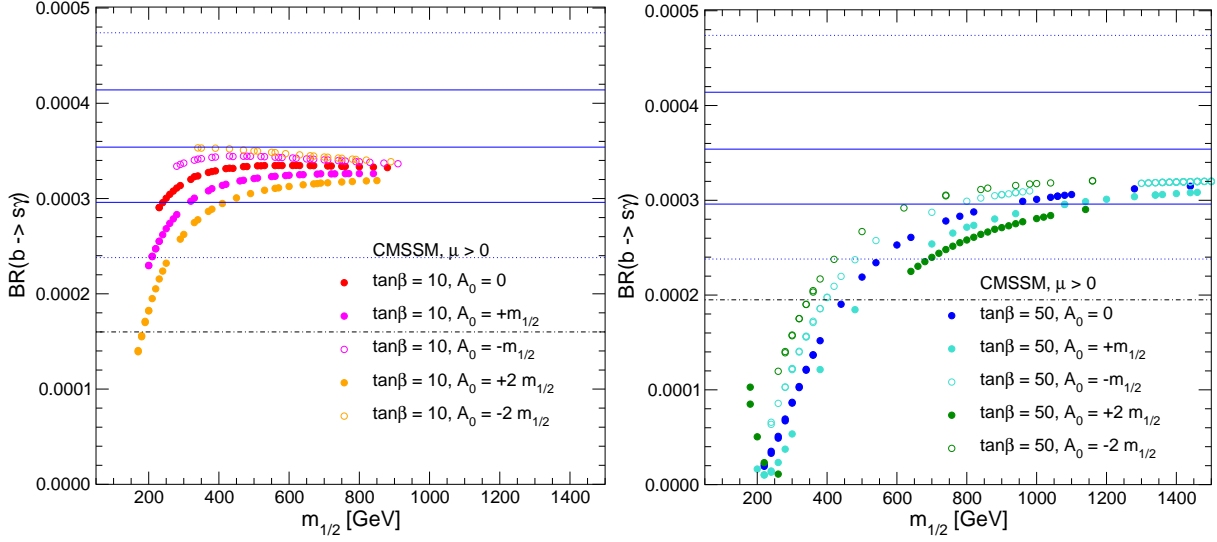 0.0005
0.0004
0.0003
0.0002
0.0001
0.0000
BR(b -> sγ)
200 400 600 800 1000 1200 1400
m1/2 [GeV]
CMSSM, μ > 0
tanβ = 10, A0 = 0
tanβ = 10, A0 = +m1/2
tanβ = 10, A0 = -m1/2
tanβ = 10, A0 = +2 m1/2
tanβ = 10, A0 = -2 m1/2
0.0005
0.0004
0.0003
0.0002
0.0001
0.0000
BR(b -> sγ)
200 400 600 800 1000 1200 1400
m1/2 [GeV]
CMSSM, μ > 0
tanβ = 50, A0 = 0
tanβ = 50, A0 = +m1/2
tanβ = 50, A0 = -m1/2
tanβ = 50, A0 = +2 m1/2
tanβ = 50, A0 = -2 m1/2